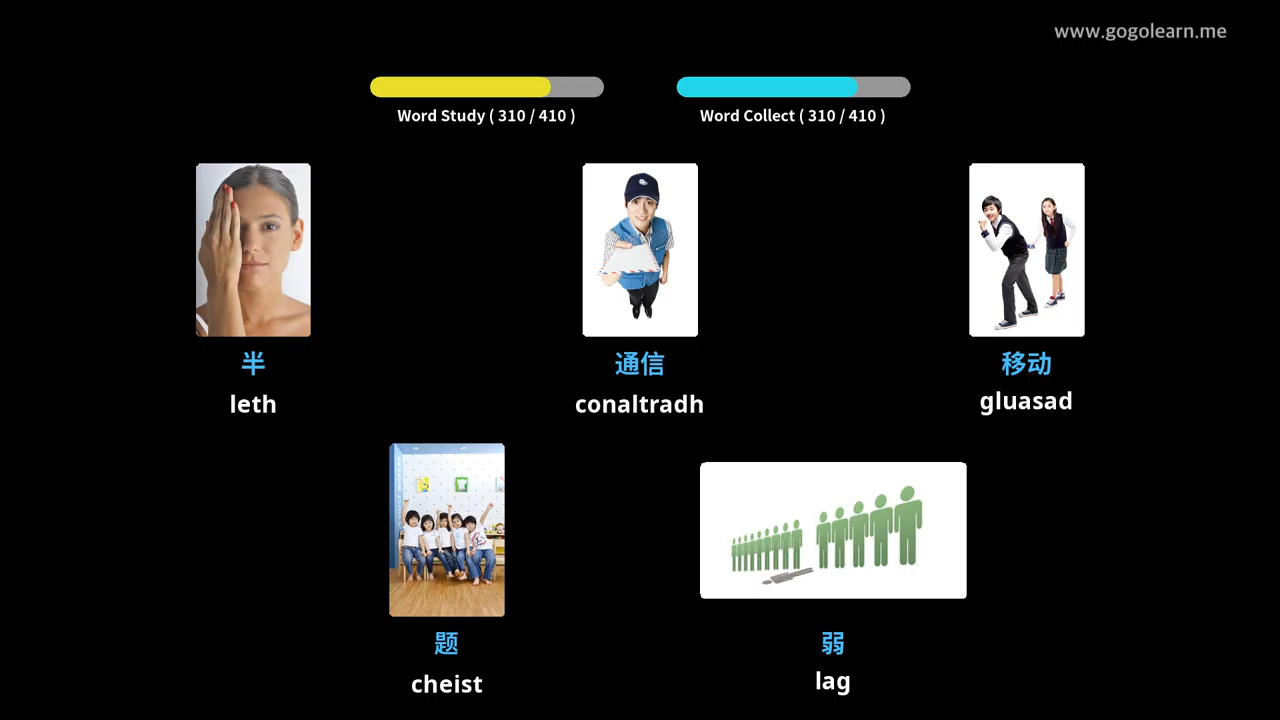 www.gogolearn.me
Word Study ( 310 / 410 )
Word Collect ( 310 / 410 )
半
leth
通信
conaltradh
移动
gluasad
题
cheist
弱
lag